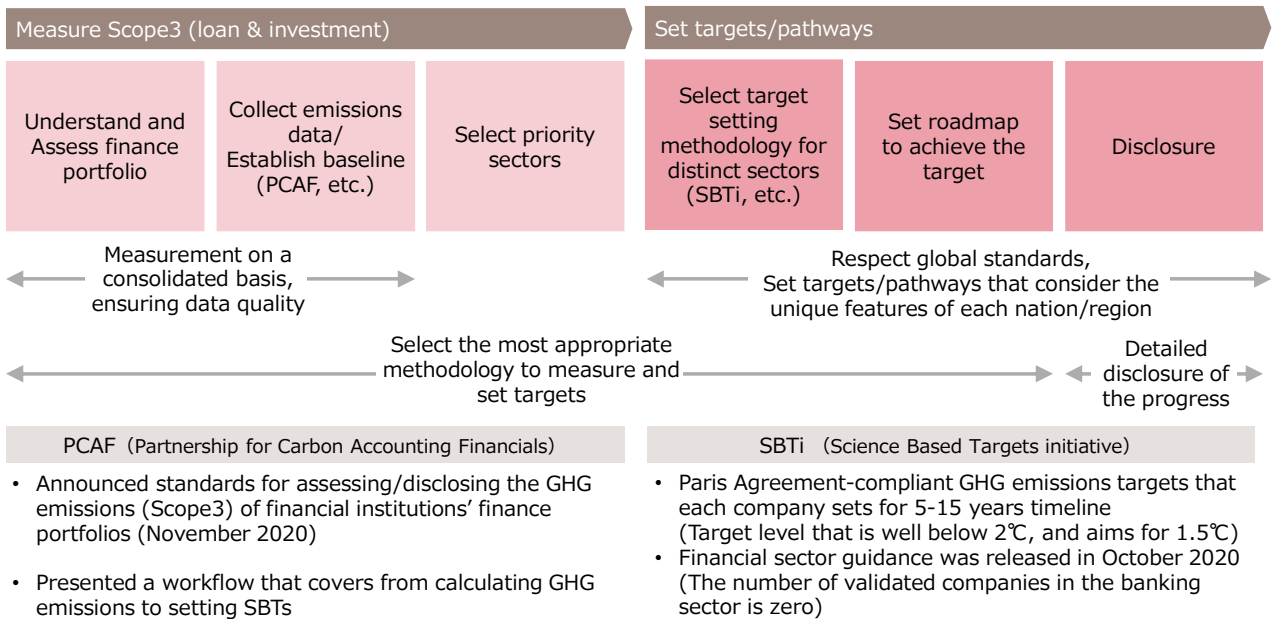 Measure Scope3 (loan & investment)
Set targets/pathways
Understand and
Assess finance
portfolio
Collect emissions
data/
Establish baseline
(PCAF, etc.)
Select priority
sectors
Select target
setting
methodology for
distinct sectors
(SBTi, etc.)
Set roadmap
to achieve the
target
Disclosure
Measurement on a
consolidated basis,
ensuring data quality
Respect global standards,
Set targets/pathways that consider the
unique features of each nation/region
Select the most appropriate
methodology to measure and
set targets
Detailed
disclosure of
the progress
PCAF（Partnership for Carbon Accounting Financials）
• Announced standards for assessing/disclosing the GHG
emissions (Scope3) of financial institutions’ finance
portfolios (November 2020)
• Presented a workflow that covers from calculating GHG
emissions to setting SBTs
SBTi （Science Based Targets initiative）
• Paris Agreement-compliant GHG emissions targets that
each company sets for 5-15 years timeline
(Target level that is well below 2℃, and aims for 1.5℃)
• Financial sector guidance was released in October 2020
(The number of validated companies in the banking
sector is zero)